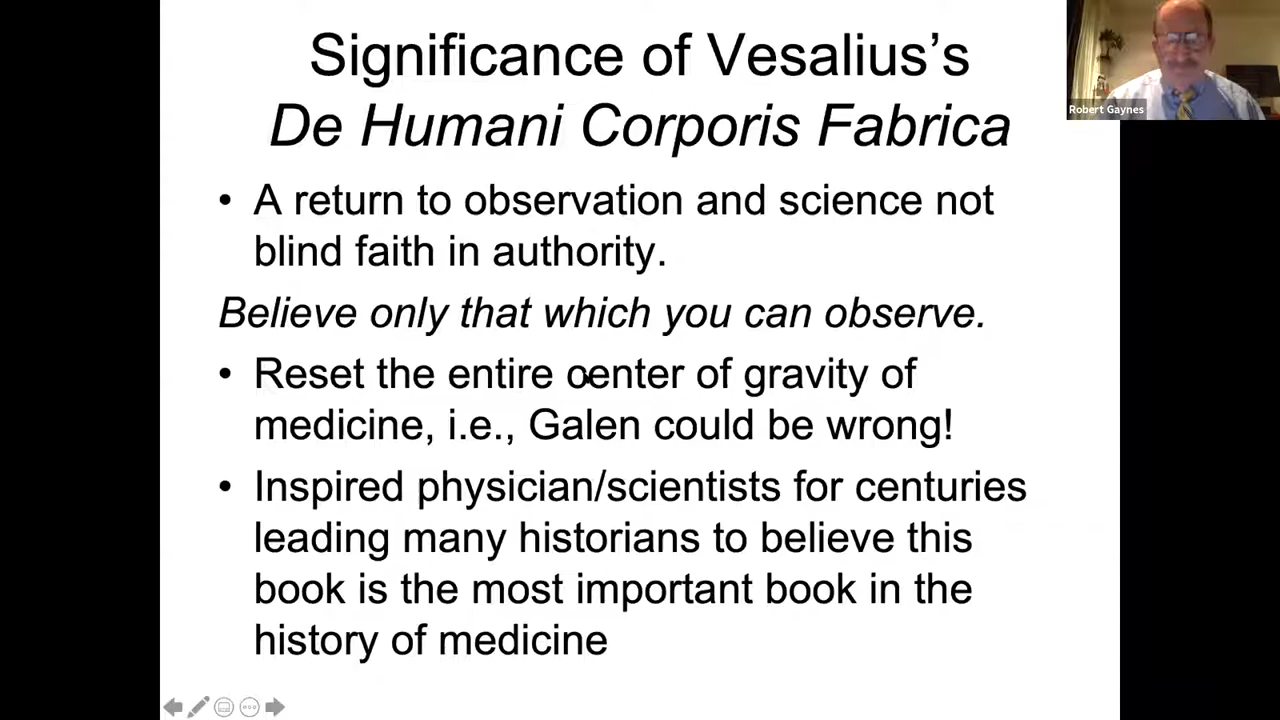 Significance of Vesalius's
De Humani Corporis Fabrica
Robert Gaynes
• A return to observation and science not
blind faith in authority.
Believe only that which you can observe.
• Reset the entire center of gravity of
medicine, i.e., Galen could be wrong!
• Inspired physician/scientists for centuries
leading many historians to believe this
book is the most important book in the
history of medicine